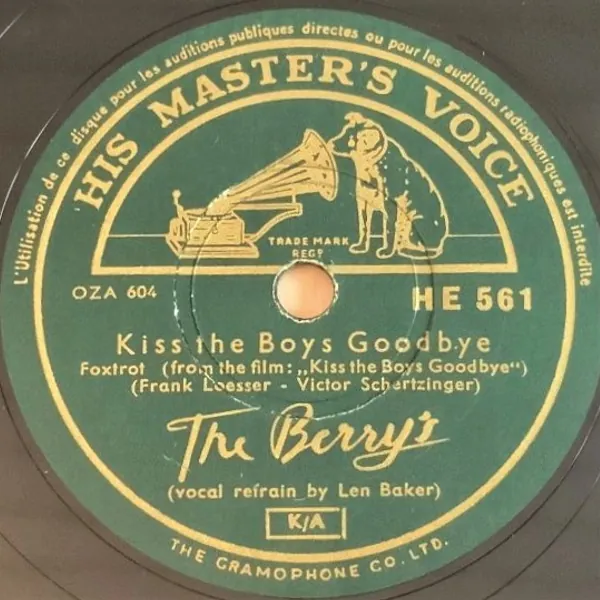 L'Utilisation de ce disque pour les auditions publiques directes ou pour les auditions radiophoniques est interdite
HIS MASTER'S VOICE
TRADE MARK
REGD
OZA 604
HE 561
Kiss the Boys Goodbye
Foxtrot (from the film: „Kiss the Boys Goodbye“)
(Frank Loesser - Victor Schertzinger)
The Berry's
(vocal refrain by Len Baker)
K/A
THE GRAMOPHONE CO. LTD.